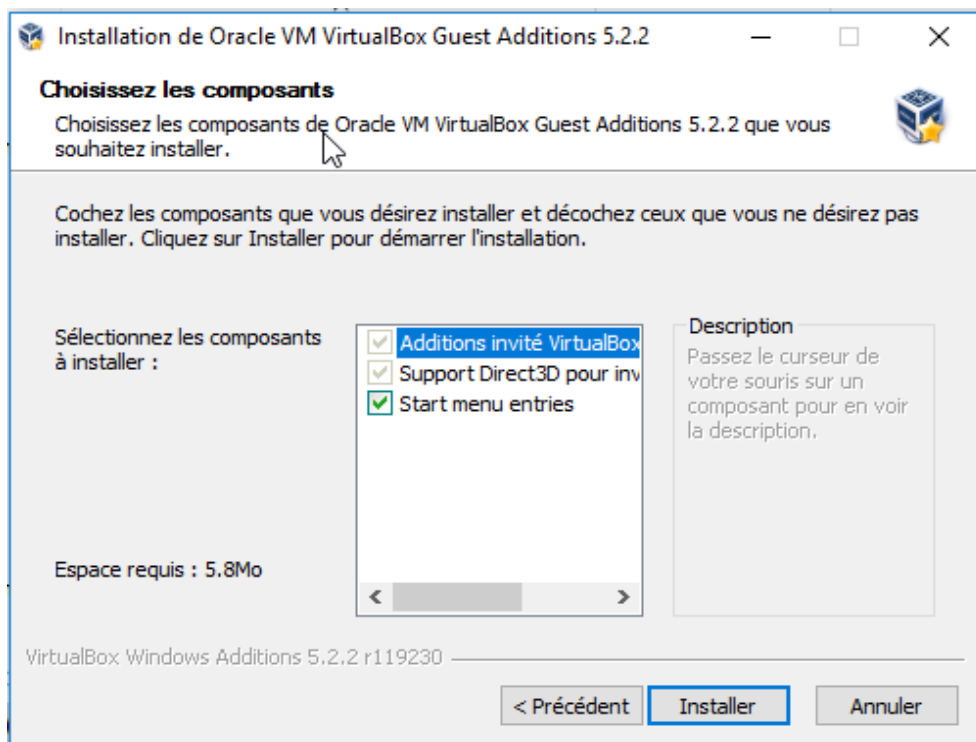 Installation de Oracle VM VirtualBox Guest Additions 5.2.2
Choisissez les composants
Choisissez les composants de Oracle VM VirtualBox Guest Additions 5.2.2 que vous
souhaitez installer.
Cochez les composants que vous désirez installer et décochez ceux que vous ne désirez pas
installer. Cliquez sur Installer pour démarrer l'installation.
Sélectionnez les composants
à installer :
Additions invité VirtualBox
Support Direct3D pour inv
Start menu entries
Description
Passez le curseur de
votre souris sur un
composant pour en voir
la description.
Espace requis : 5.8Mo
VirtualBox Windows Additions 5.2.2 r119230
< Précédent
Installer
Annuler